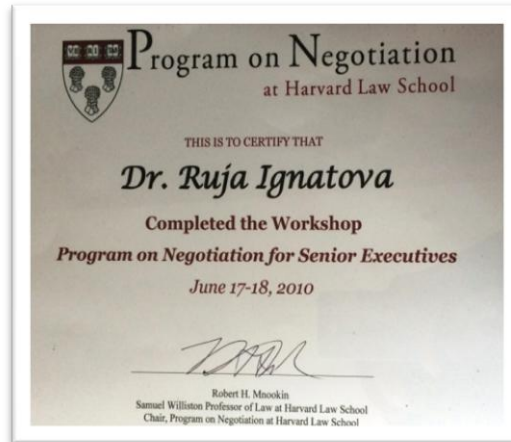 Program on Negotiation
at Harvard Law School
THIS IS TO CERTIFY THAT
Dr. Ruja Ignatova
Completed the Workshop
Program on Negotiation for Senior Executives
June 17-18, 2010
Robert H. Mnookin
Samuel Williston Professor of Law at Harvard Law School
Chair, Program on Negotiation at Harvard Law School